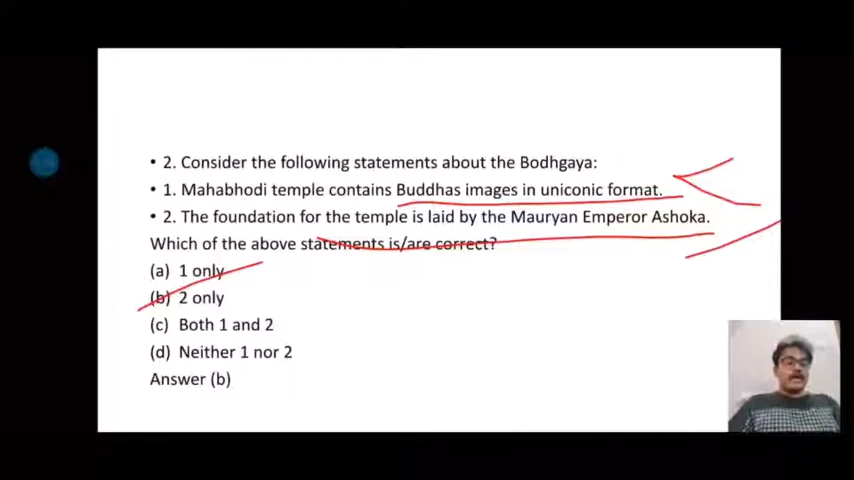 • 2. Consider the following statements about the Bodhgaya:
• 1. Mahabhodi temple contains Buddhas images in uniconic format.
• 2. The foundation for the temple is laid by the Mauryan Emperor Ashoka.
Which of the above statements is/are correct?
(a) 1 only
(b) 2 only
(c) Both 1 and 2
(d) Neither 1 nor 2
Answer (b)